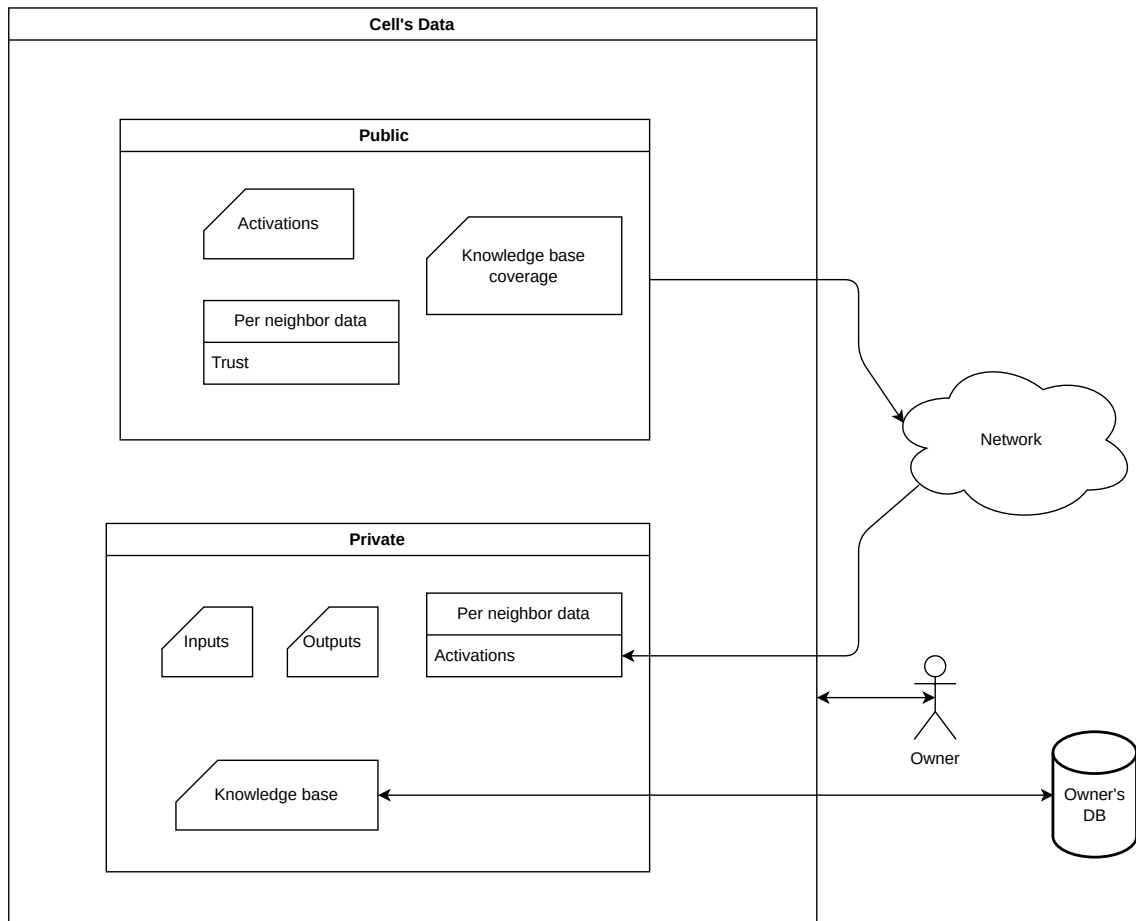 Cell's Data
Public
Activations
Knowledge base
coverage
Per neighbor data
Trust
Network
Private
Inputs
Outputs
Per neighbor data
Activations
Owner
Knowledge base
Owner's
DB